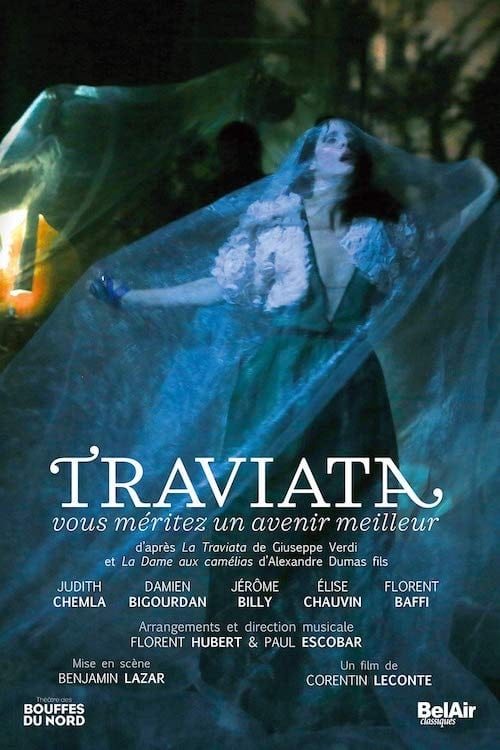 TRAVIATA
vous méritez un avenir meilleur
d'après La Traviata de Giuseppe Verdi
et La Dame aux camélias d'Alexandre Dumas fils
JUDITH CHEMLA
DAMIEN BIGOURDAN
JÉRÔME BILLY
ÉLISE CHAUVIN
FLORENT BAFFI
Arrangements et direction musicale
FLORENT HUBERT & PAUL ESCOBAR
Mise en scène
BENJAMIN LAZAR
Un film de
CORENTIN LECONTE
Théâtre des
BOUFFES
DU NORD
BelAir
classiques